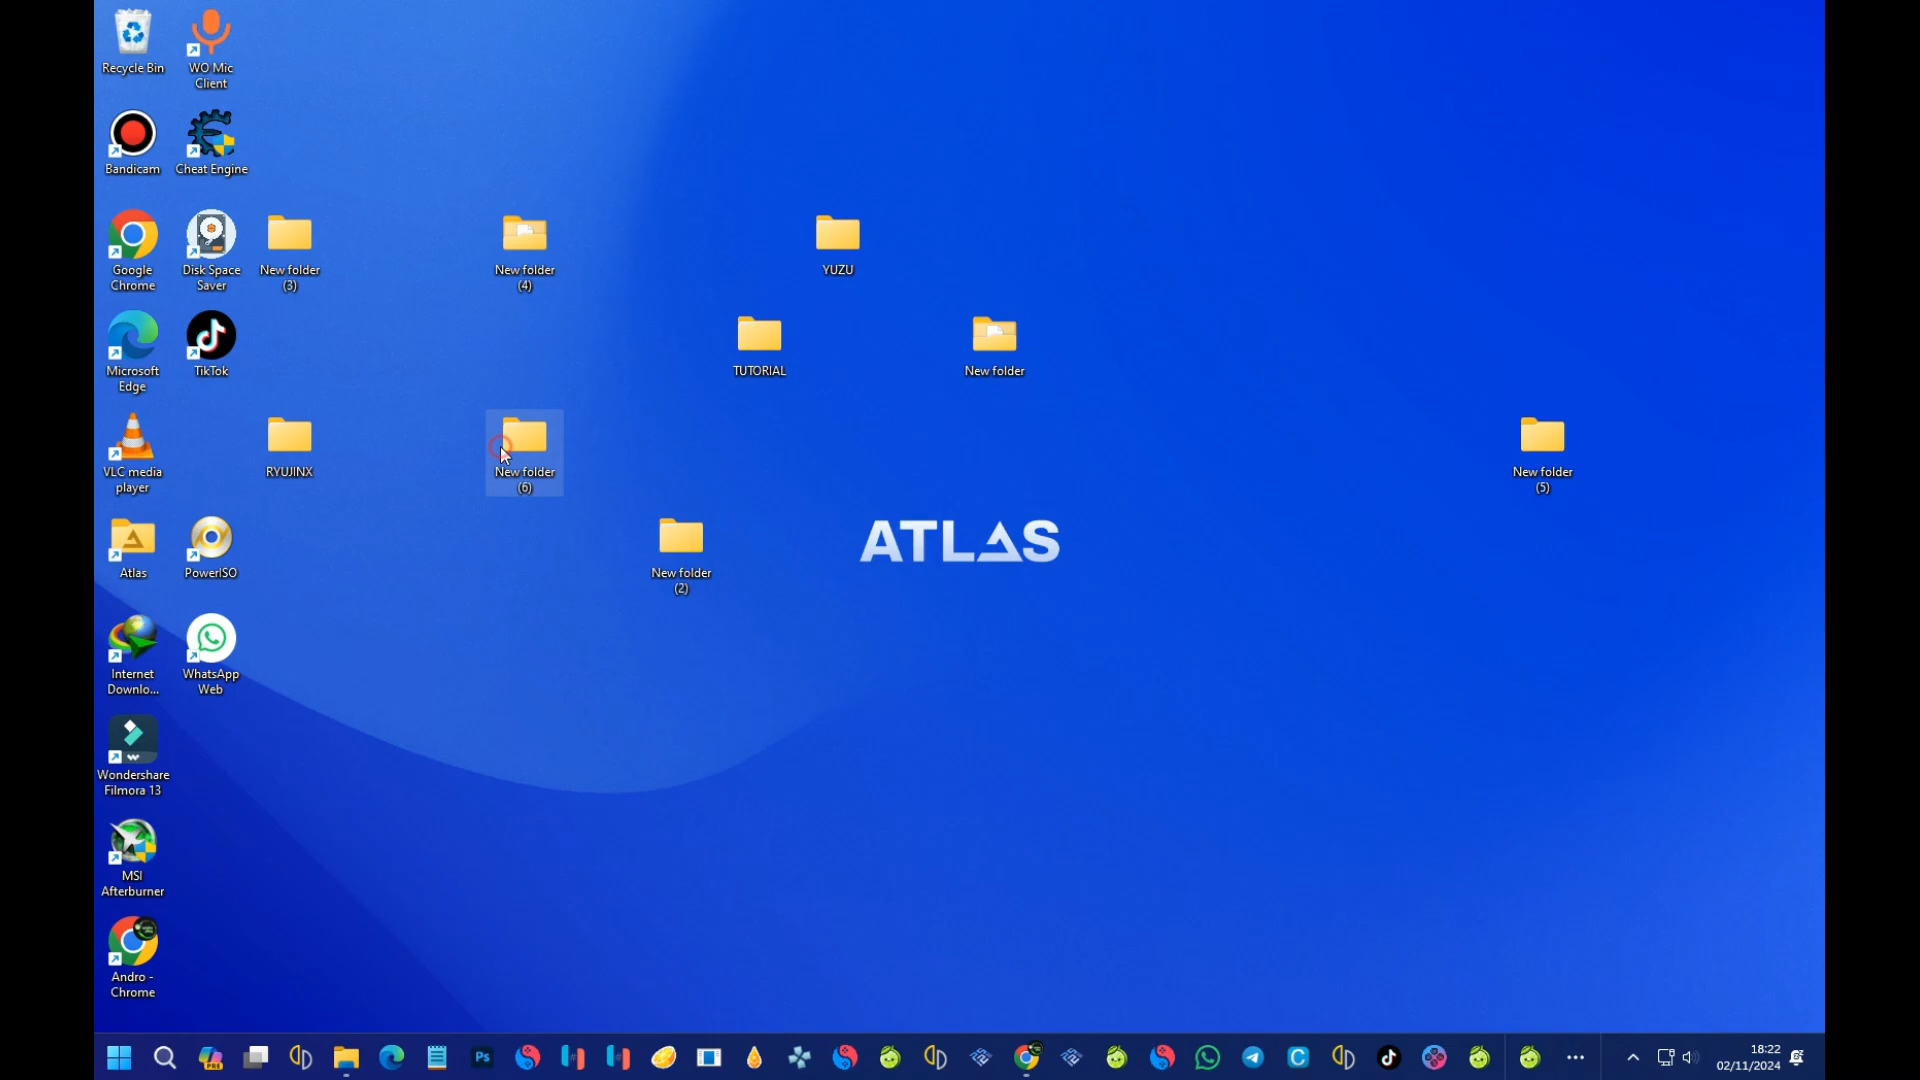 Recycle Bin
WO Mic
Client
Bandicam
Cheat Engine
Google
Chrome
Disk Space
Saver
New folder
(3)
New folder
(4)
YUZU
Microsoft
Edge
TikTok
TUTORIAL
New folder
VLC media
player
RYUJINX
New folder
(6)
New folder
(5)
Atlas
PowerISO
New folder
(2)
ATLAS
Internet
Downlo...
WhatsApp
Web
Wondershare
Filmora 13
MSI
Afterburner
Andro -
Chrome
PRE
Ps
C
18:22
02/11/2024